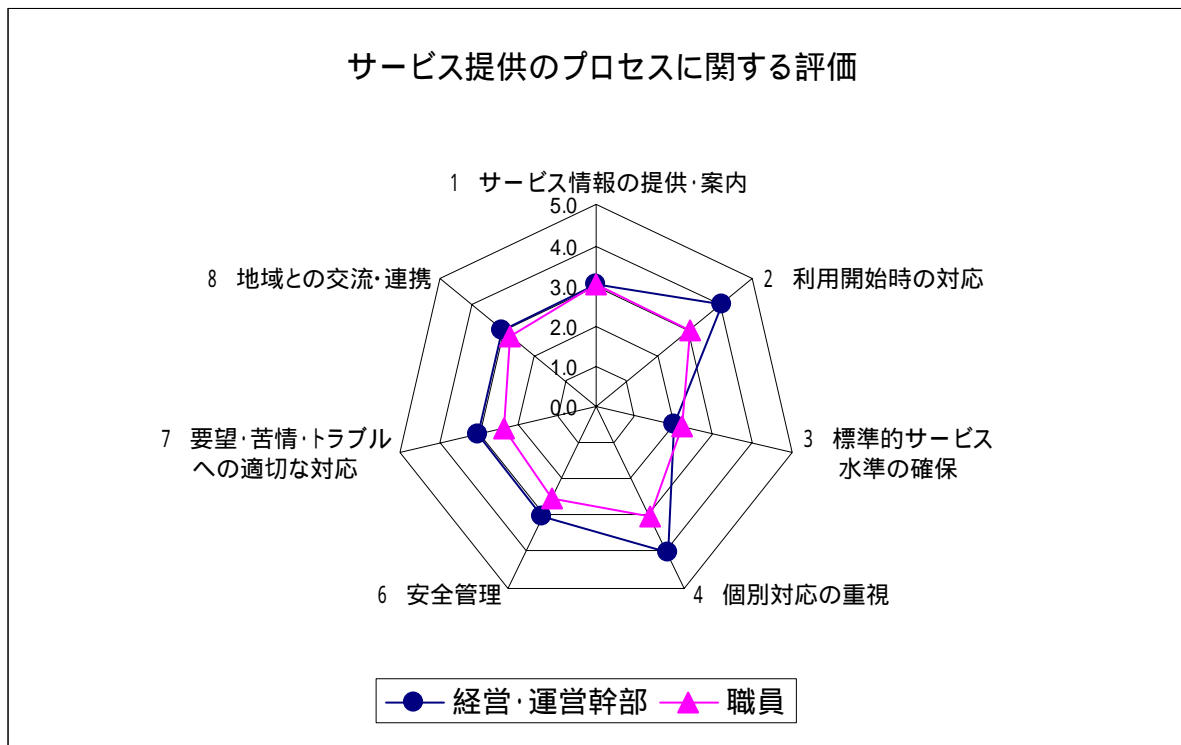 サービス提供のプロセスに関する評価
1 サービス情報の提供・案内
5.0
4.0
3.0
2.0
1.0
0.0
2 利用開始時の対応
3 標準的サービス
水準の確保
4 個別対応の重視
6 安全管理
7 要望・苦情・トラブル
への適切な対応
8 地域との交流・連携
経営・運営幹部
職員